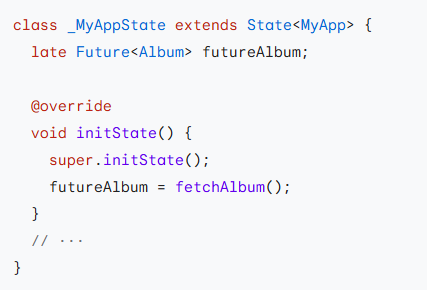 class _MyAppState extends State<MyApp> {
  late Future<Album> futureAlbum;

  @override
  void initState() {
    super.initState();
    futureAlbum = fetchAlbum();
  }
  // ···
}